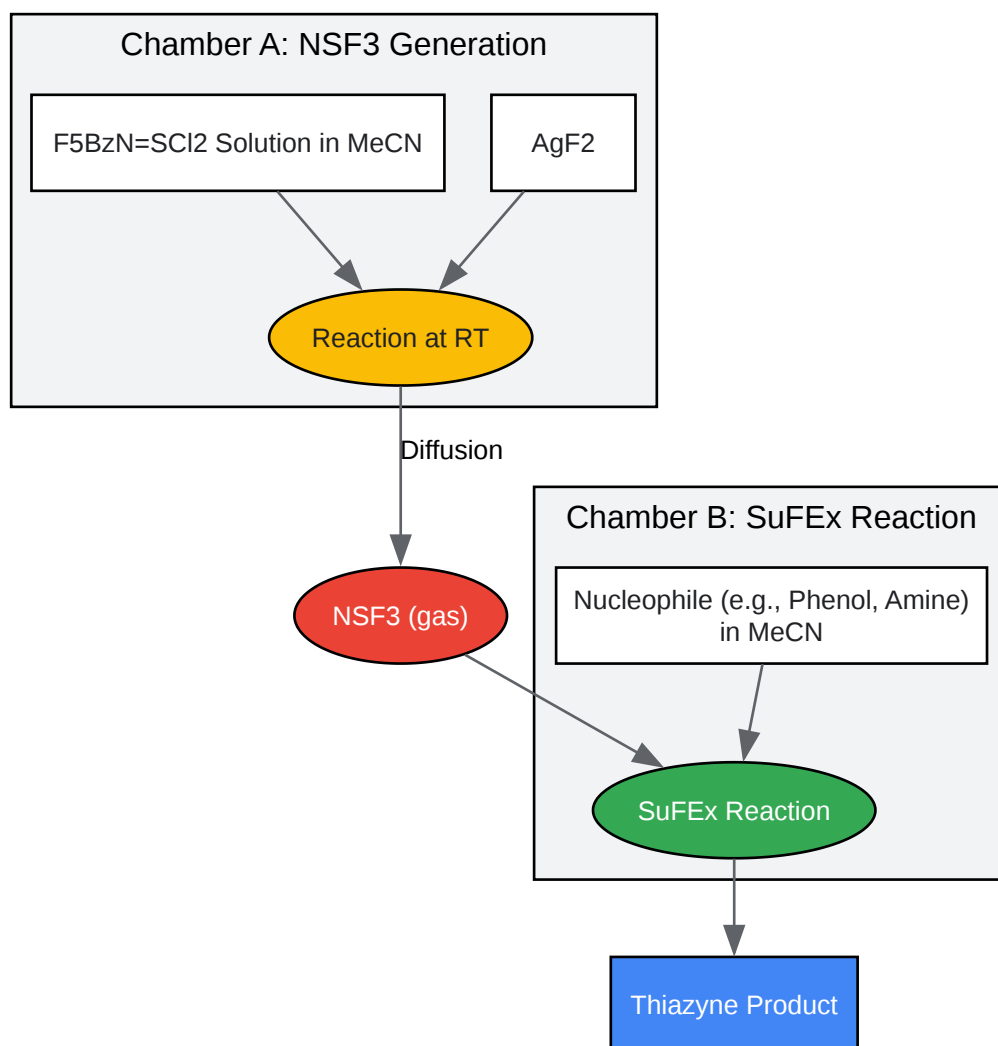 Chamber A: NSF3 Generation
F5BzN=SCl2 Solution in MeCN
AgF2
Reaction at RT
Diffusion
Chamber B: SuFEx Reaction
NSF3 (gas)
Nucleophile (e.g., Phenol, Amine)
in MeCN
SuFEx Reaction
Thiazyne Product